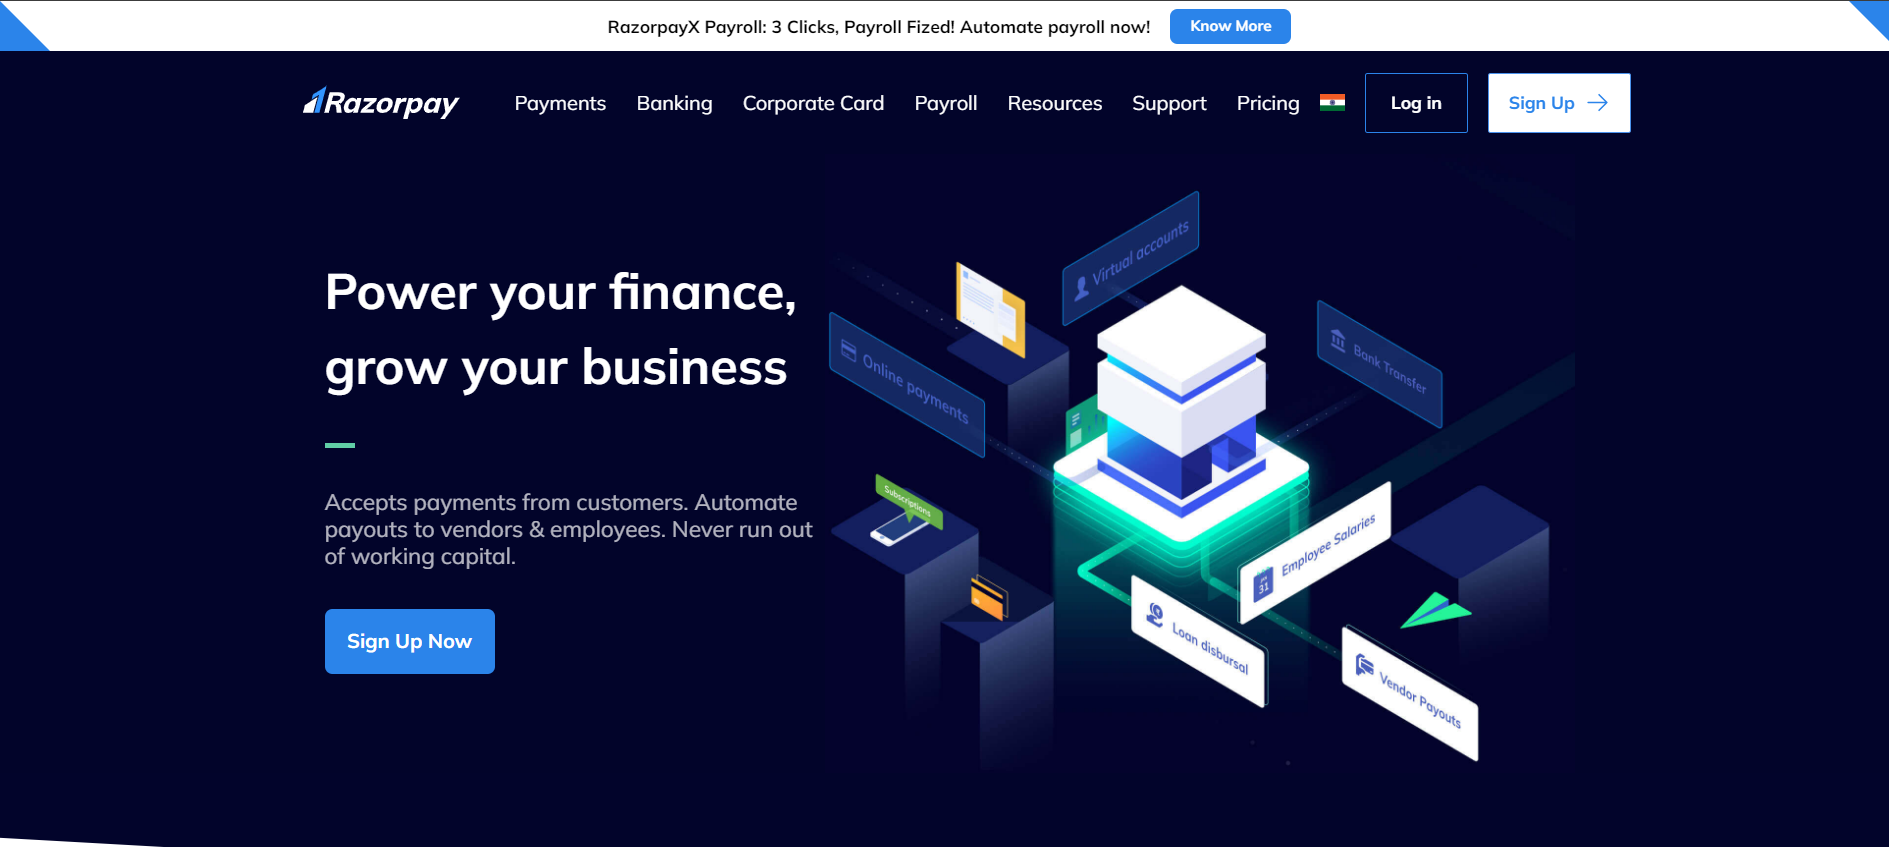 RazorpayX Payroll: 3 Clicks, Payroll Fized! Automate payroll now!
Know More
Razorpay
Payments
Banking
Corporate Card
Payroll
Resources
Support
Pricing
Log in
Sign Up
Power your finance,
grow your business
Accepts payments from customers. Automate
payouts to vendors & employees. Never run out
of working capital.
Sign Up Now
Virtual accounts
Online payments
Bank Transfer
Subscriptions
Employee Salaries
31
Loan disbursal
Vendor Payouts